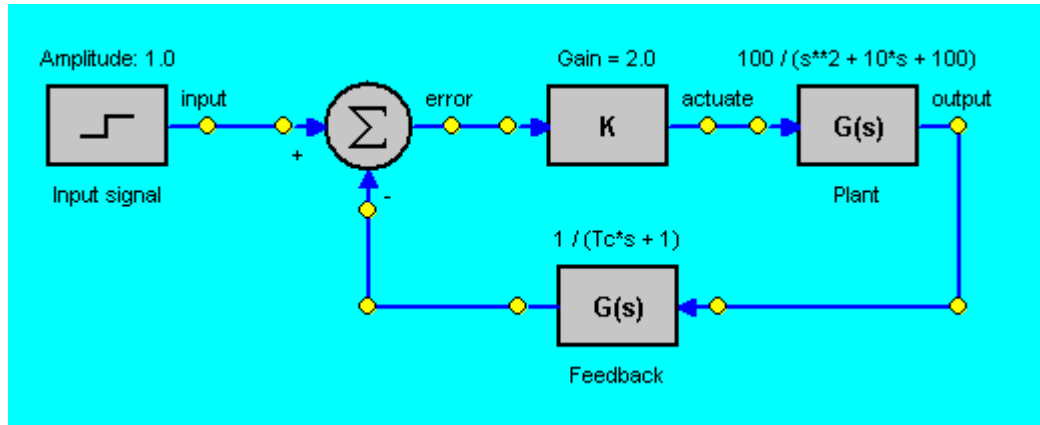 Amplitude: 1.0
Gain = 2.0
100 / (s**2 + 10*s + 100)
input
error
actuate
output
Σ
K
G(s)
+
-
Input signal
Plant
1 / (Tc*s + 1)
G(s)
Feedback